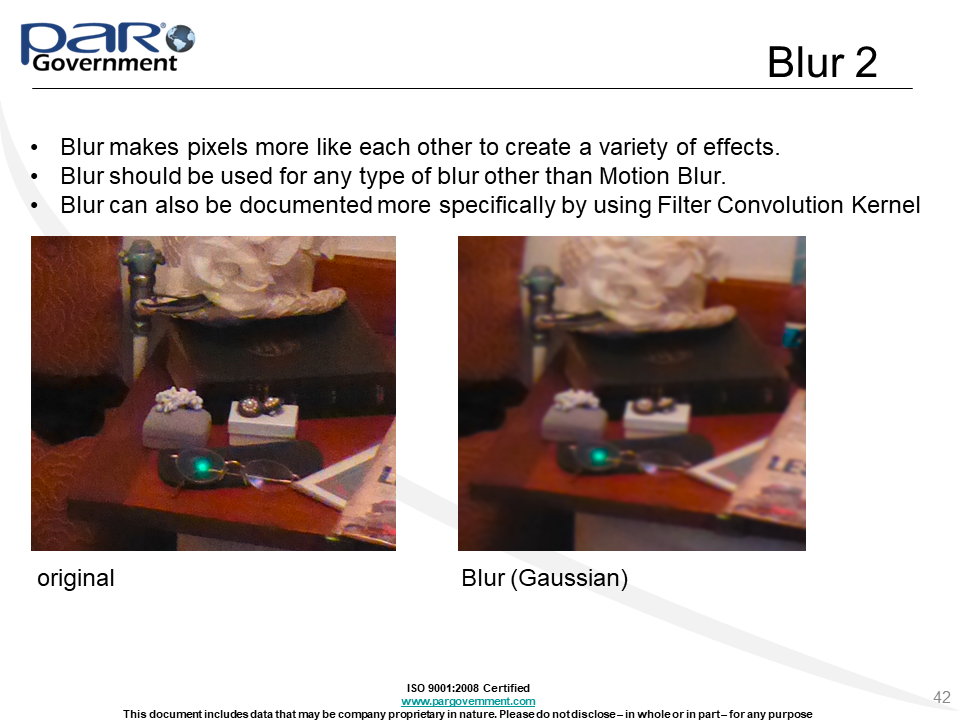 PAR®
Government
Blur 2
• Blur makes pixels more like each other to create a variety of effects.
• Blur should be used for any type of blur other than Motion Blur.
• Blur can also be documented more specifically by using Filter Convolution Kernel
original
Blur (Gaussian)
ISO 9001:2008 Certified
www.pargovernment.com
This document includes data that may be company proprietary in nature. Please do not disclose – in whole or in part – for any purpose
42